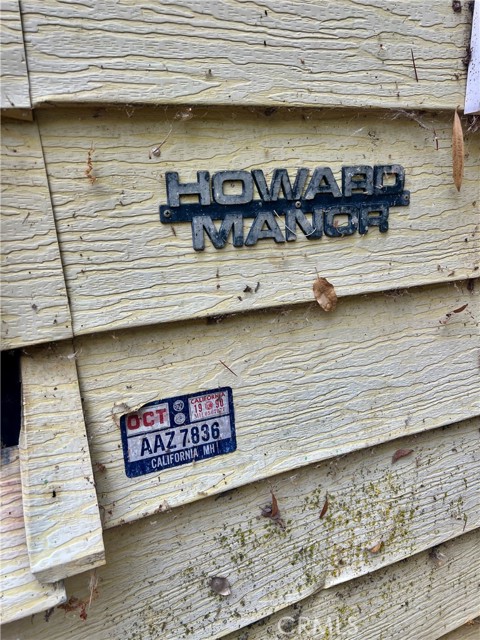 HOWARD
MANOR
OCT
CALIFORNIA
19 90
AAZ 7836
CALIFORNIA MH
CRMLS